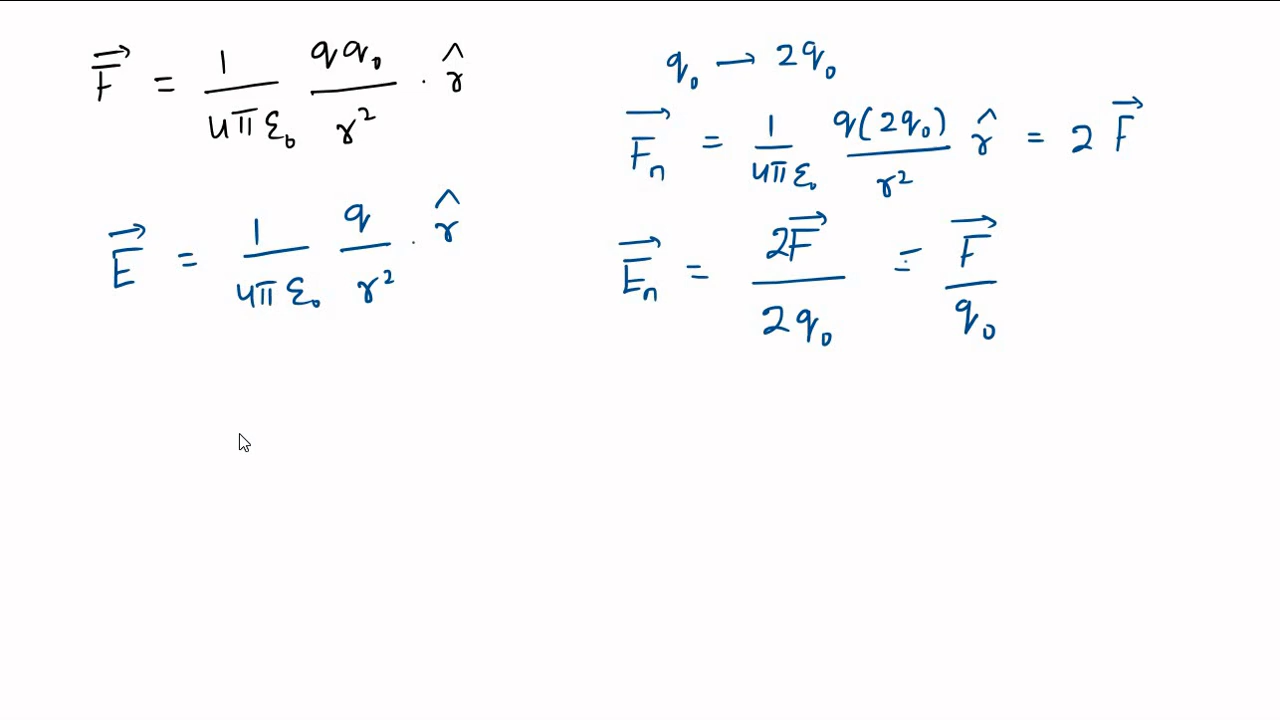 F⃗ = 1/(4πε₀) qq₀/r² · r̂
E⃗ = 1/(4πε₀) q/r² · r̂
q₀ → 2q₀
F⃗ₙ = 1/(4πε₀) q(2q₀)/r² r̂ = 2F⃗
E⃗ₙ = 2F⃗/2q₀ = F⃗/q₀